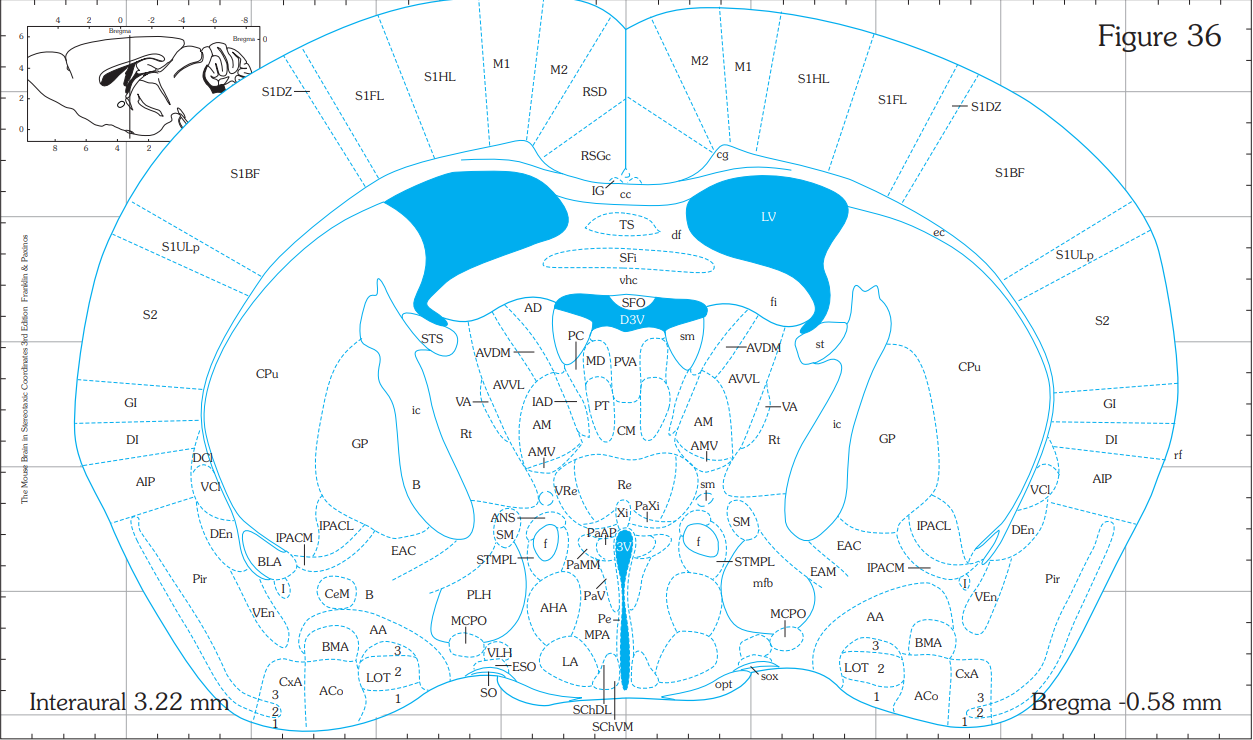 Figure 36
4 2 0 -2 -4 -6 -8
Bregma
Bregma 0
6
4
2
0
8 6 4 2
The Mouse Brain in Stereotaxic Coordinates 3rd Edition Franklin & Paxinos
S1HL M1 M2 M2 M1 S1HL
S1DZ S1FL RSD S1FL S1DZ
S1BF RSGc cg S1BF
IG cc
LV
TS
df ec
S1ULp SFi S1ULp
vhc
AD SFO fi
S2 D3V S2
STS PC sm st
AVDM MD PVA AVDM
CPu AVVL AVVL CPu
VA IAD PT VA
GI ic AM CM AM ic GI
DI GP Rt AMV AMV Rt GP DI
DCl rf
AIP VCl B VRe Re sm VCl AIP
Xi PaXi
DEn IPACL ANS SM PaAP SM IPACL DEn
IPACM EAC f 3V f EAC
BLA STMPL PaMM STMPL EAM IPACM
Pir I CeM B PLH PaV mfb I Pir
VEn AHA Pe VEn
MCPO MPA MCPO
AA AA
BMA 3 VLH LA 3 BMA
LOT 2 ESO sox LOT 2
CxA ACo 1 SO opt 1 ACo CxA
3 3
2 2
1 1
SChDL
SChVM
Interaural 3.22 mm
Bregma -0.58 mm